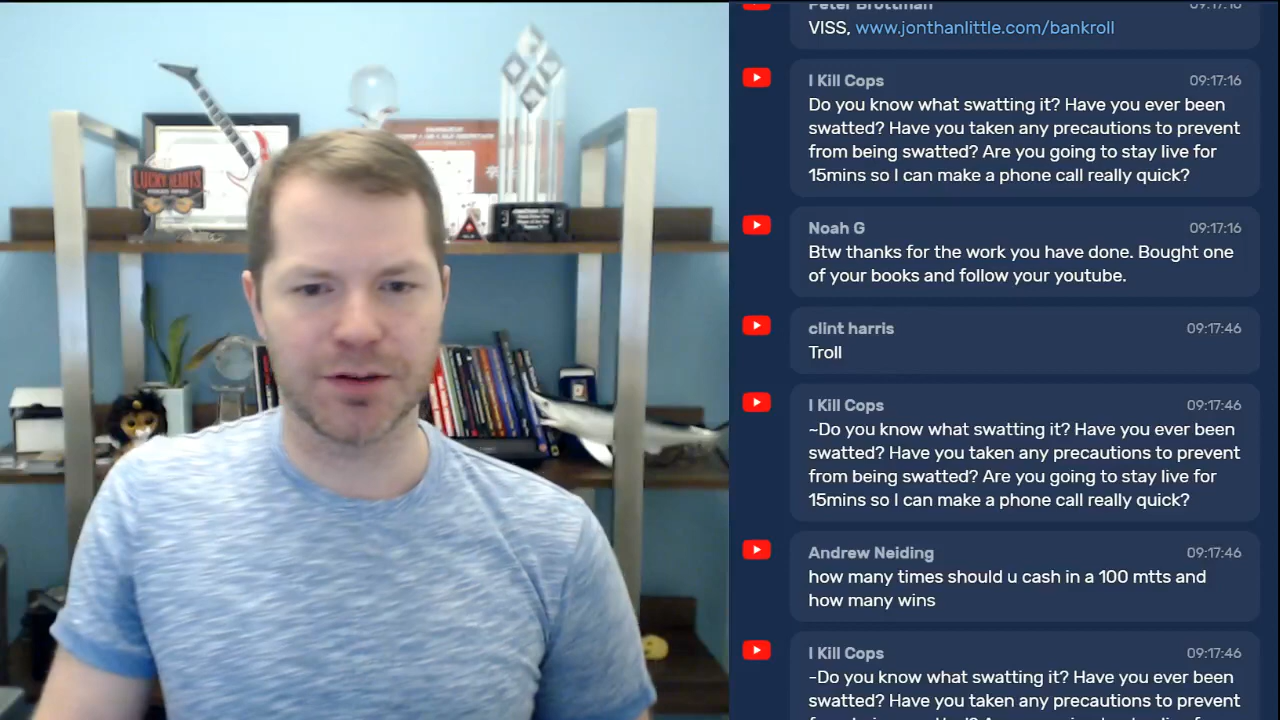 LUCKY HEARTS
JONATHAN LITTLE
Peter Brottman
09:17:16
VISS, www.jonthanlittle.com/bankroll
I Kill Cops
09:17:16
Do you know what swatting it? Have you ever been
swatted? Have you taken any precautions to prevent
from being swatted? Are you going to stay live for
15mins so I can make a phone call really quick?
Noah G
09:17:16
Btw thanks for the work you have done. Bought one
of your books and follow your youtube.
clint harris
09:17:46
Troll
I Kill Cops
09:17:46
~Do you know what swatting it? Have you ever been
swatted? Have you taken any precautions to prevent
from being swatted? Are you going to stay live for
15mins so I can make a phone call really quick?
Andrew Neiding
09:17:46
how many times should u cash in a 100 mtts and
how many wins
I Kill Cops
09:17:46
-Do you know what swatting it? Have you ever been
swatted? Have you taken any precautions to prevent